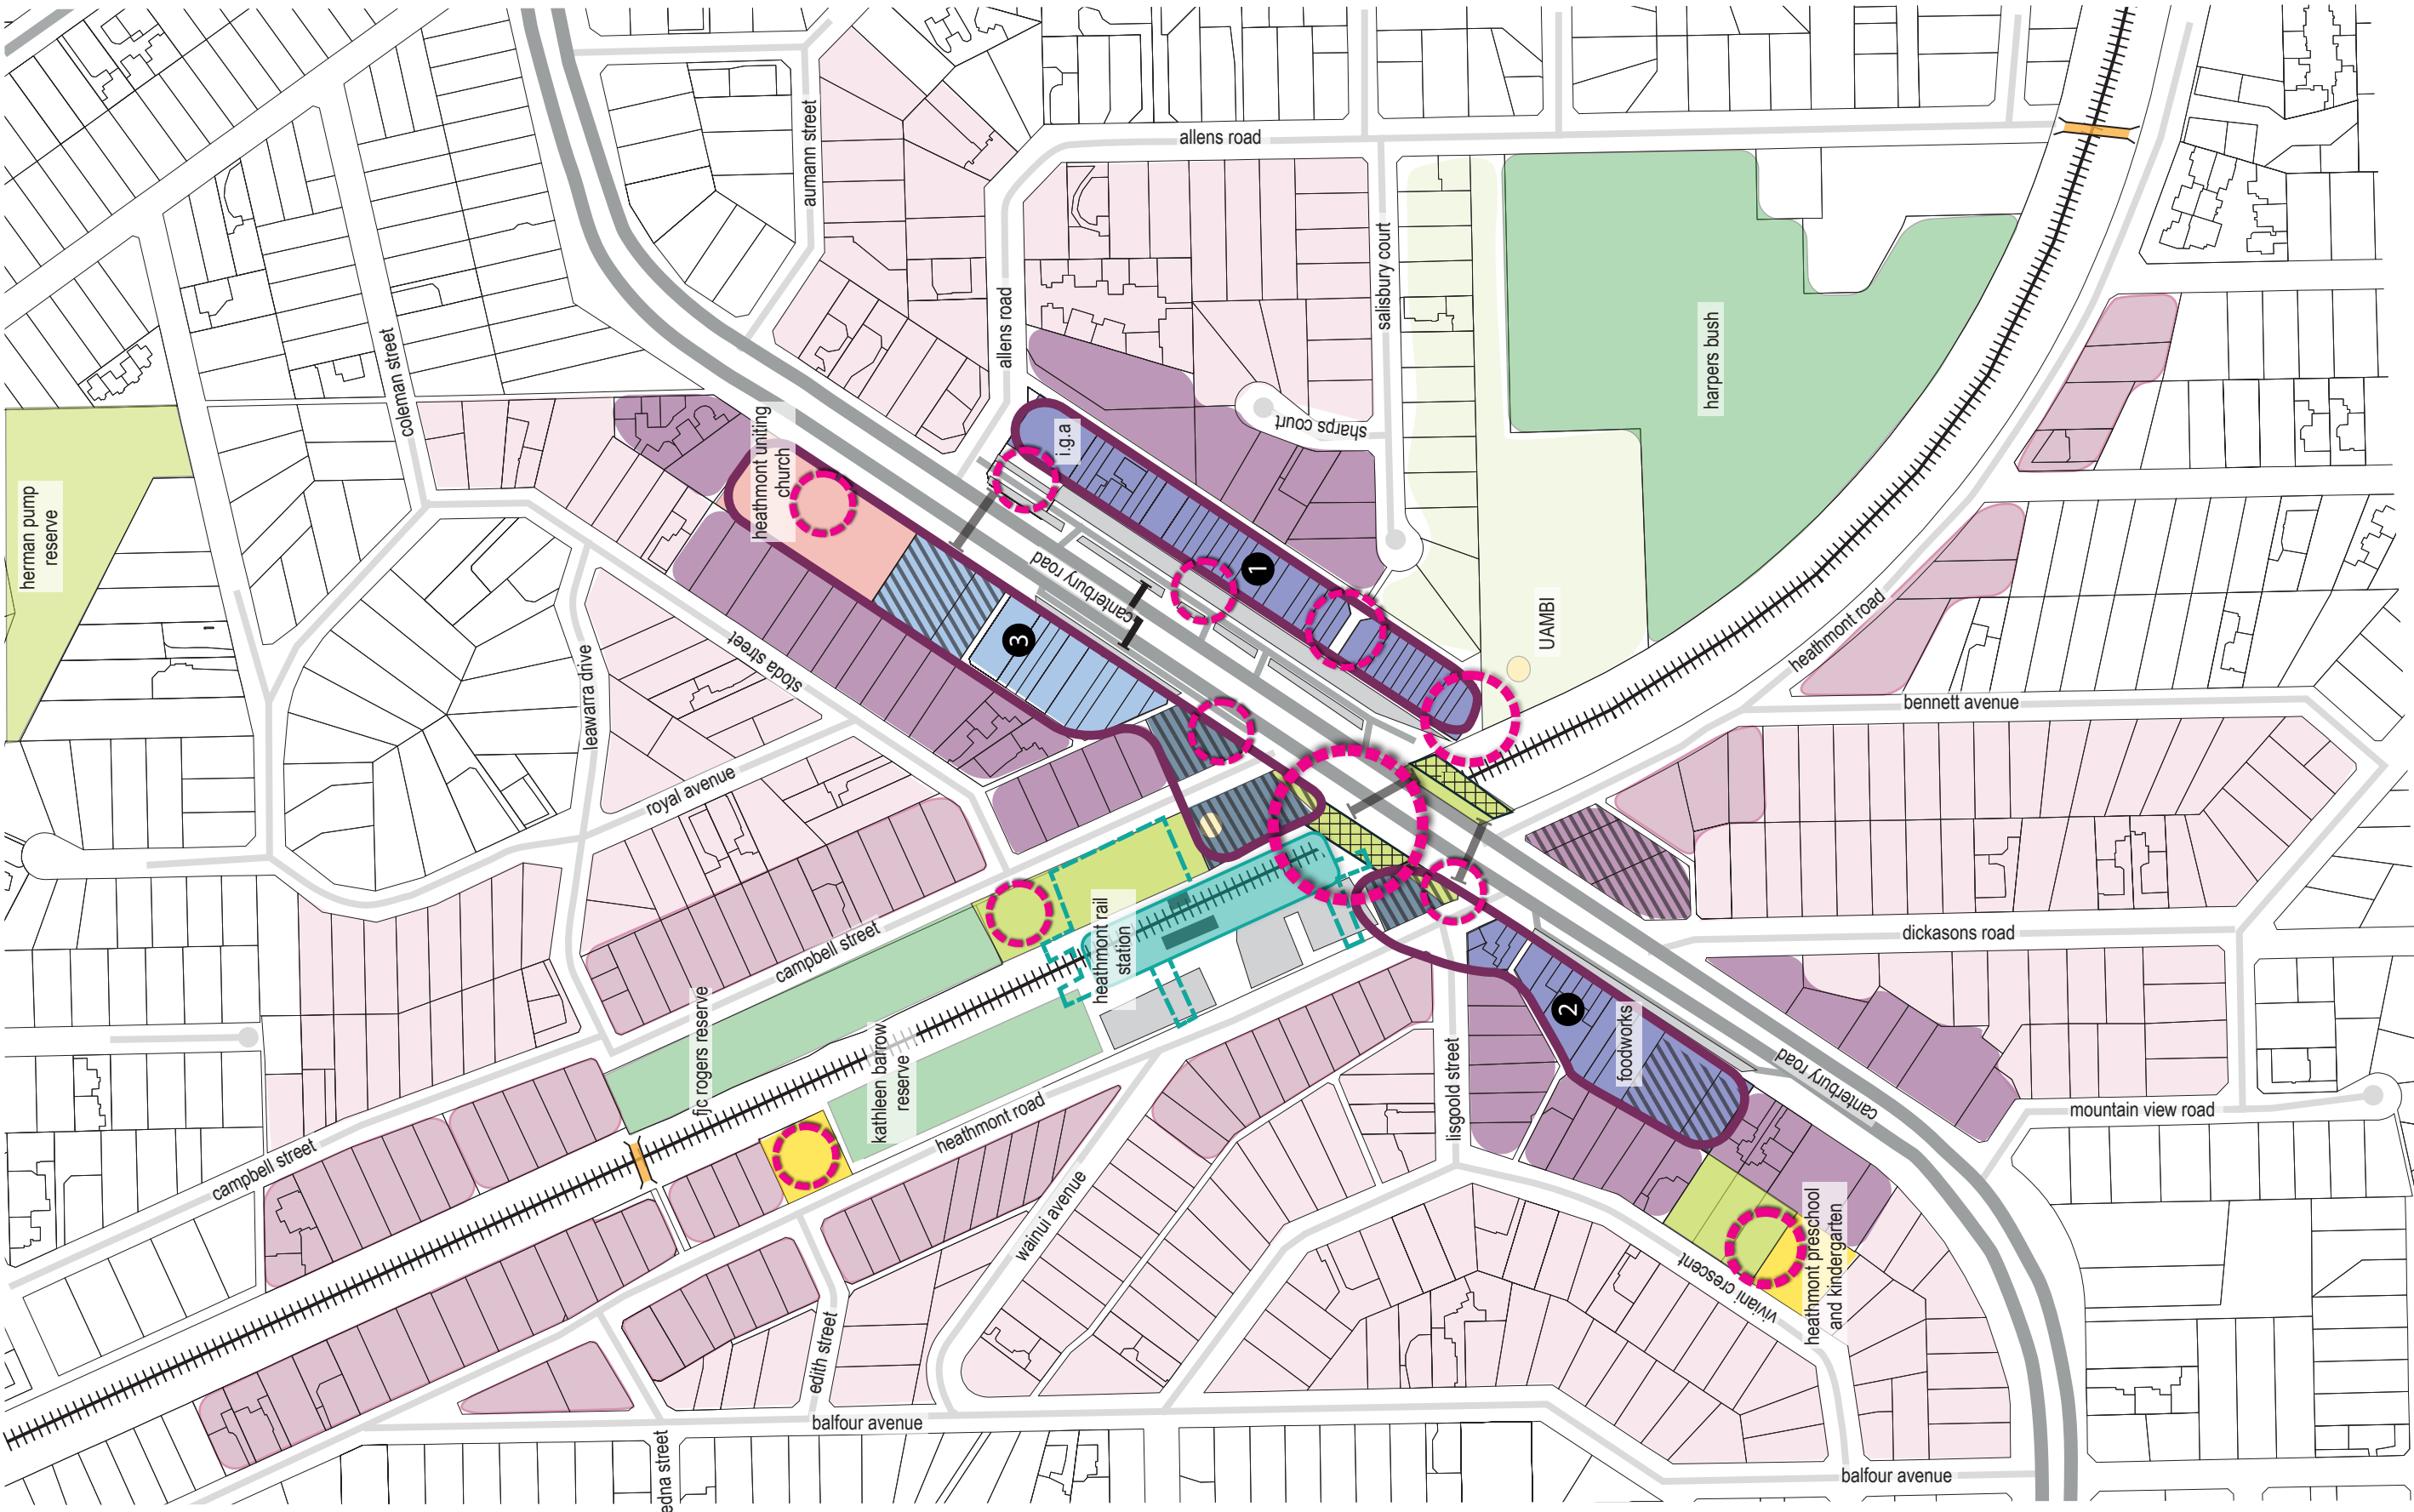 allens road
aumann street
allens road
salisbury court
coleman street
harpers bush
heathmont uniting
church
i.g.a
sharps court
herman pump
reserve
1
canterbury road
UAMBI
3
stoda street
heathmont road
leawarra drive
bennett avenue
royal avenue
campbell street
heathmont rail
station
dickasons road
2
foodworks
fjc rogers reserve
kathleen barrow
reserve
lisgoold street
canterbury road
heathmont road
mountain view road
campbell street
wainui avenue
viviani crescent
heathmont preschool
and kindergarten
edith street
balfour avenue
edna street
balfour avenue